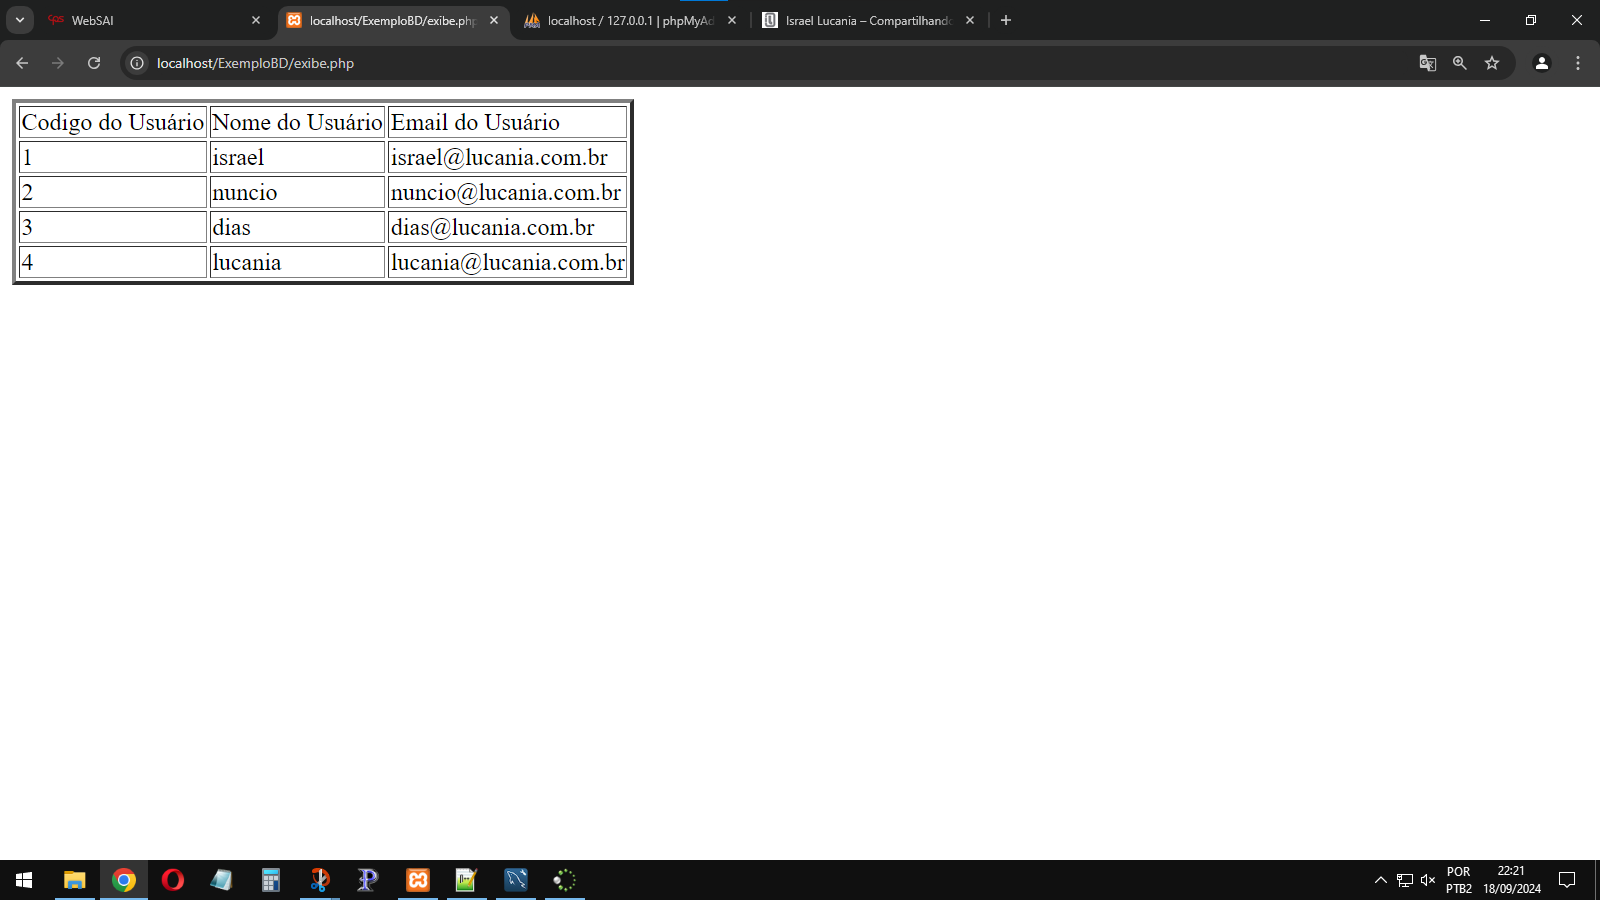 WebSAI
localhost/ExemploBD/exibe.php
localhost / 127.0.0.1 | phpMyAd
Israel Lucania – Compartilhando
localhost/ExemploBD/exibe.php
Codigo do Usuário Nome do Usuário Email do Usuário
1 israel israel@lucania.com.br
2 nuncio nuncio@lucania.com.br
3 dias dias@lucania.com.br
4 lucania lucania@lucania.com.br
POR 22:21
PTB2 18/09/2024